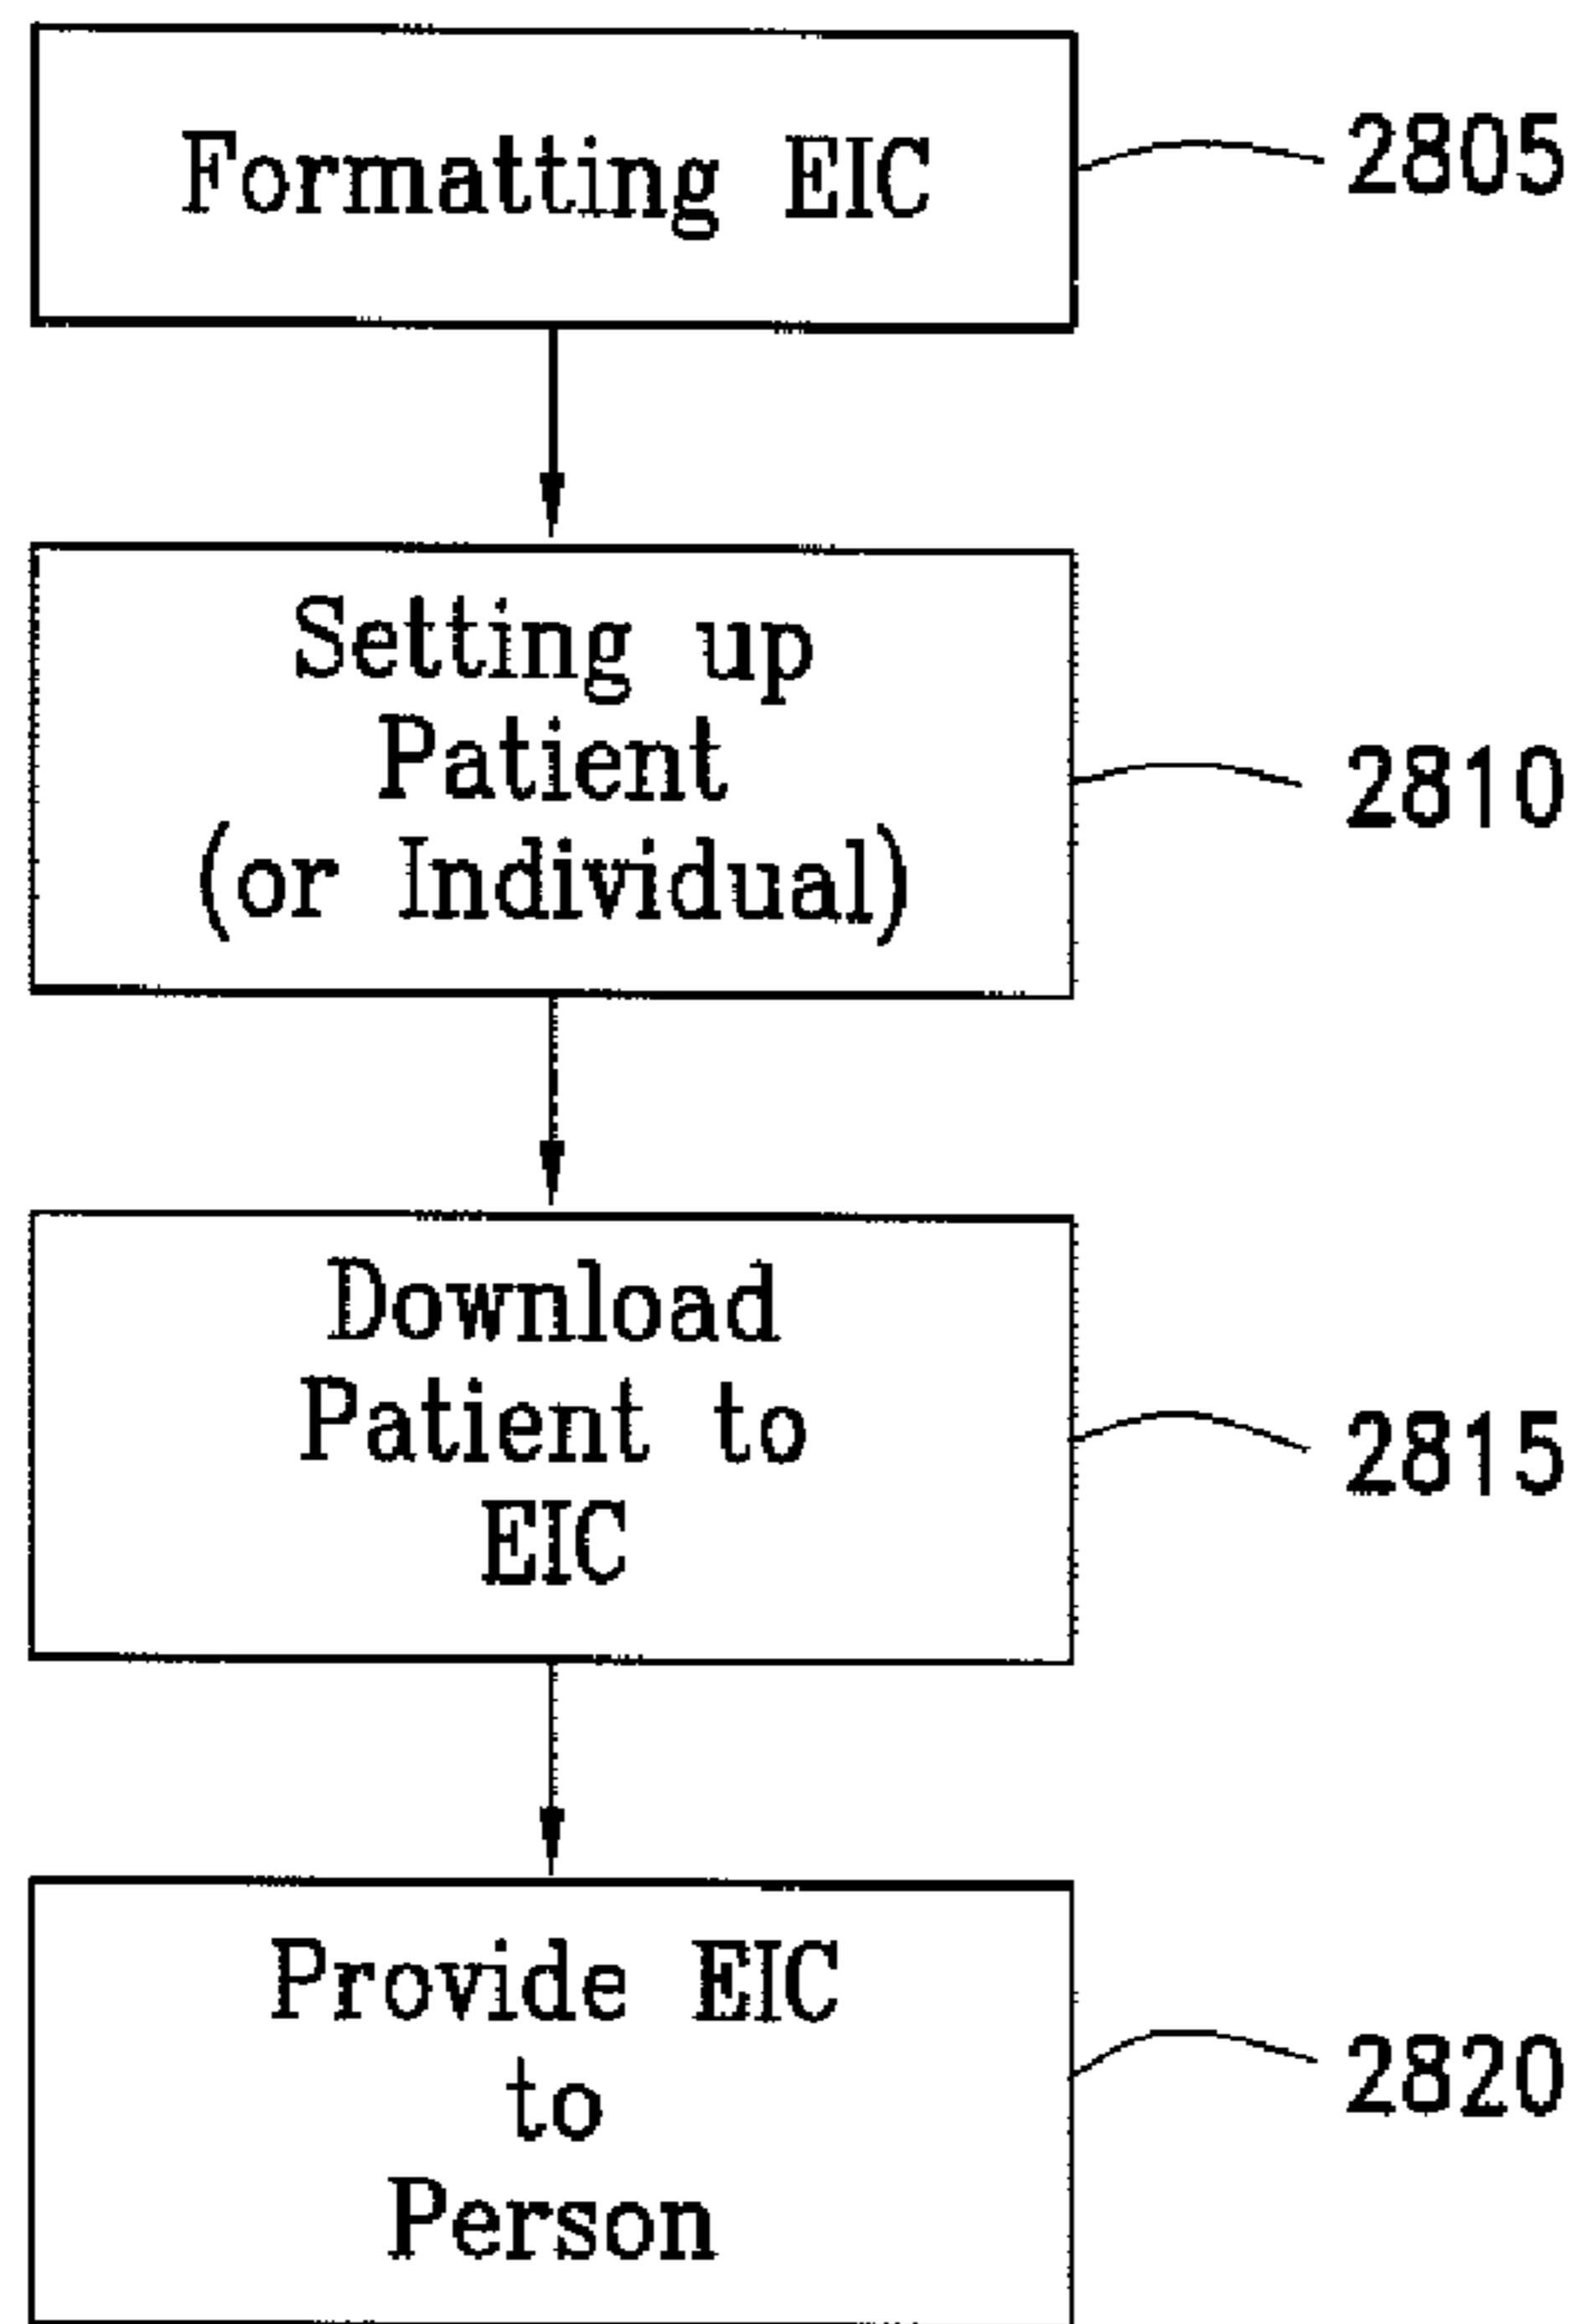 Formatting EIC
2805
Setting up
Patient
(or Individual)
2810
Download
Patient to
EIC
2815
Provide EIC
to
Person
2820